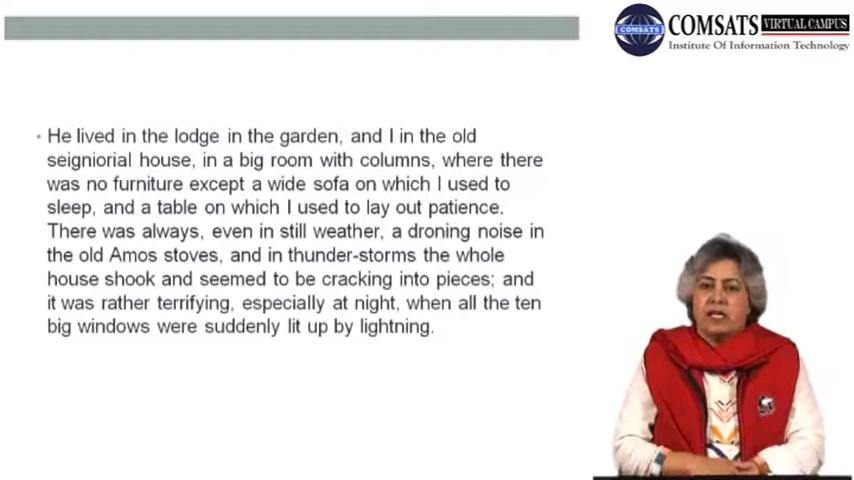 COMSATS
COMSATS VIRTUAL CAMPUS
Institute Of Information Technology
• He lived in the lodge in the garden, and I in the old
seigniorial house, in a big room with columns, where there
was no furniture except a wide sofa on which I used to
sleep, and a table on which I used to lay out patience.
There was always, even in still weather, a droning noise in
the old Amos stoves, and in thunder-storms the whole
house shook and seemed to be cracking into pieces; and
it was rather terrifying, especially at night, when all the ten
big windows were suddenly lit up by lightning.